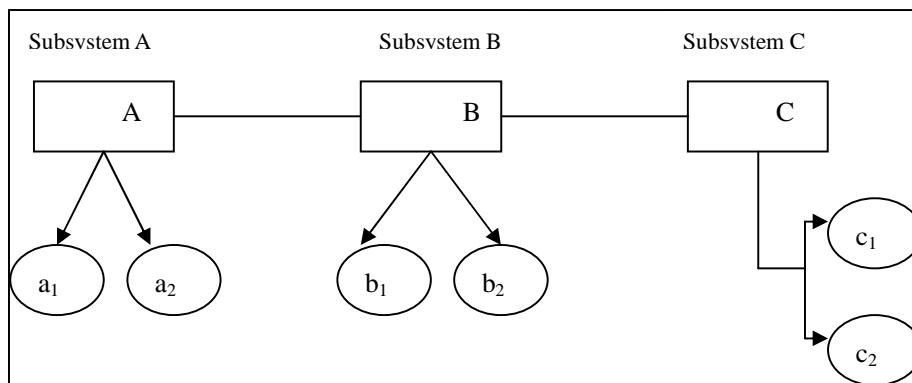 Subsystem A Subsystem B Subsystem C
A B C
c₁
a₁ a₂ b₁ b₂
c₂